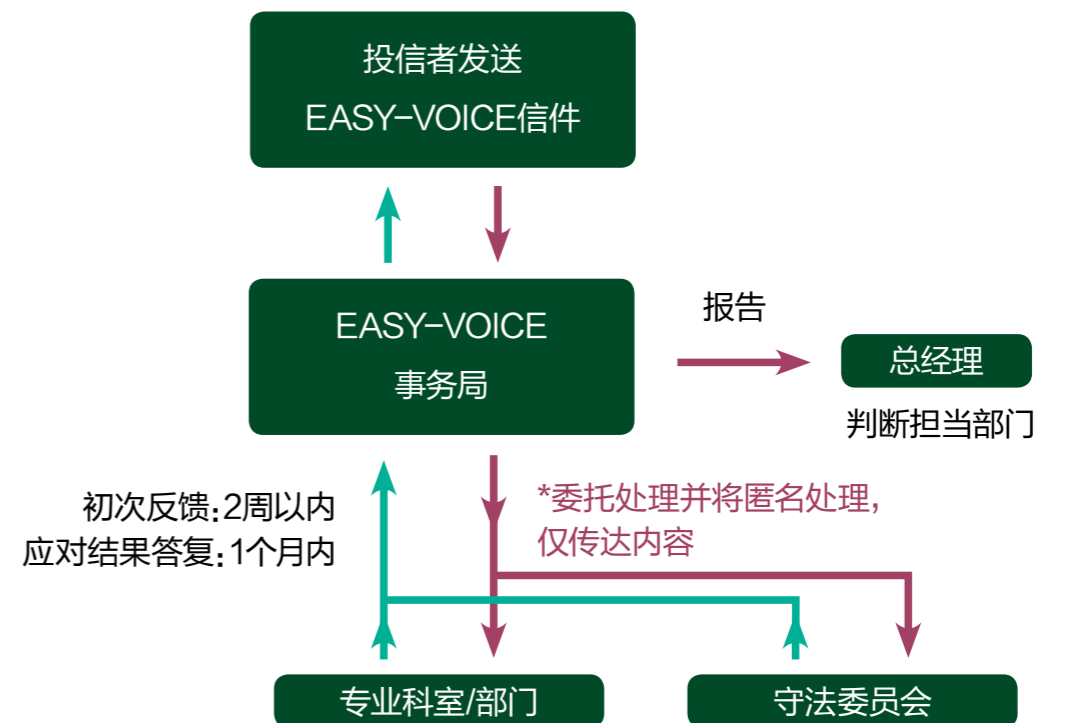 投信者发送
EASY-VOICE信件
EASY-VOICE
事务局
报告
总经理
判断担当部门
初次反馈:2周以内
应对结果答复:1个月内
*委托处理并将匿名处理,
仅传达内容
专业科室/部门
守法委员会